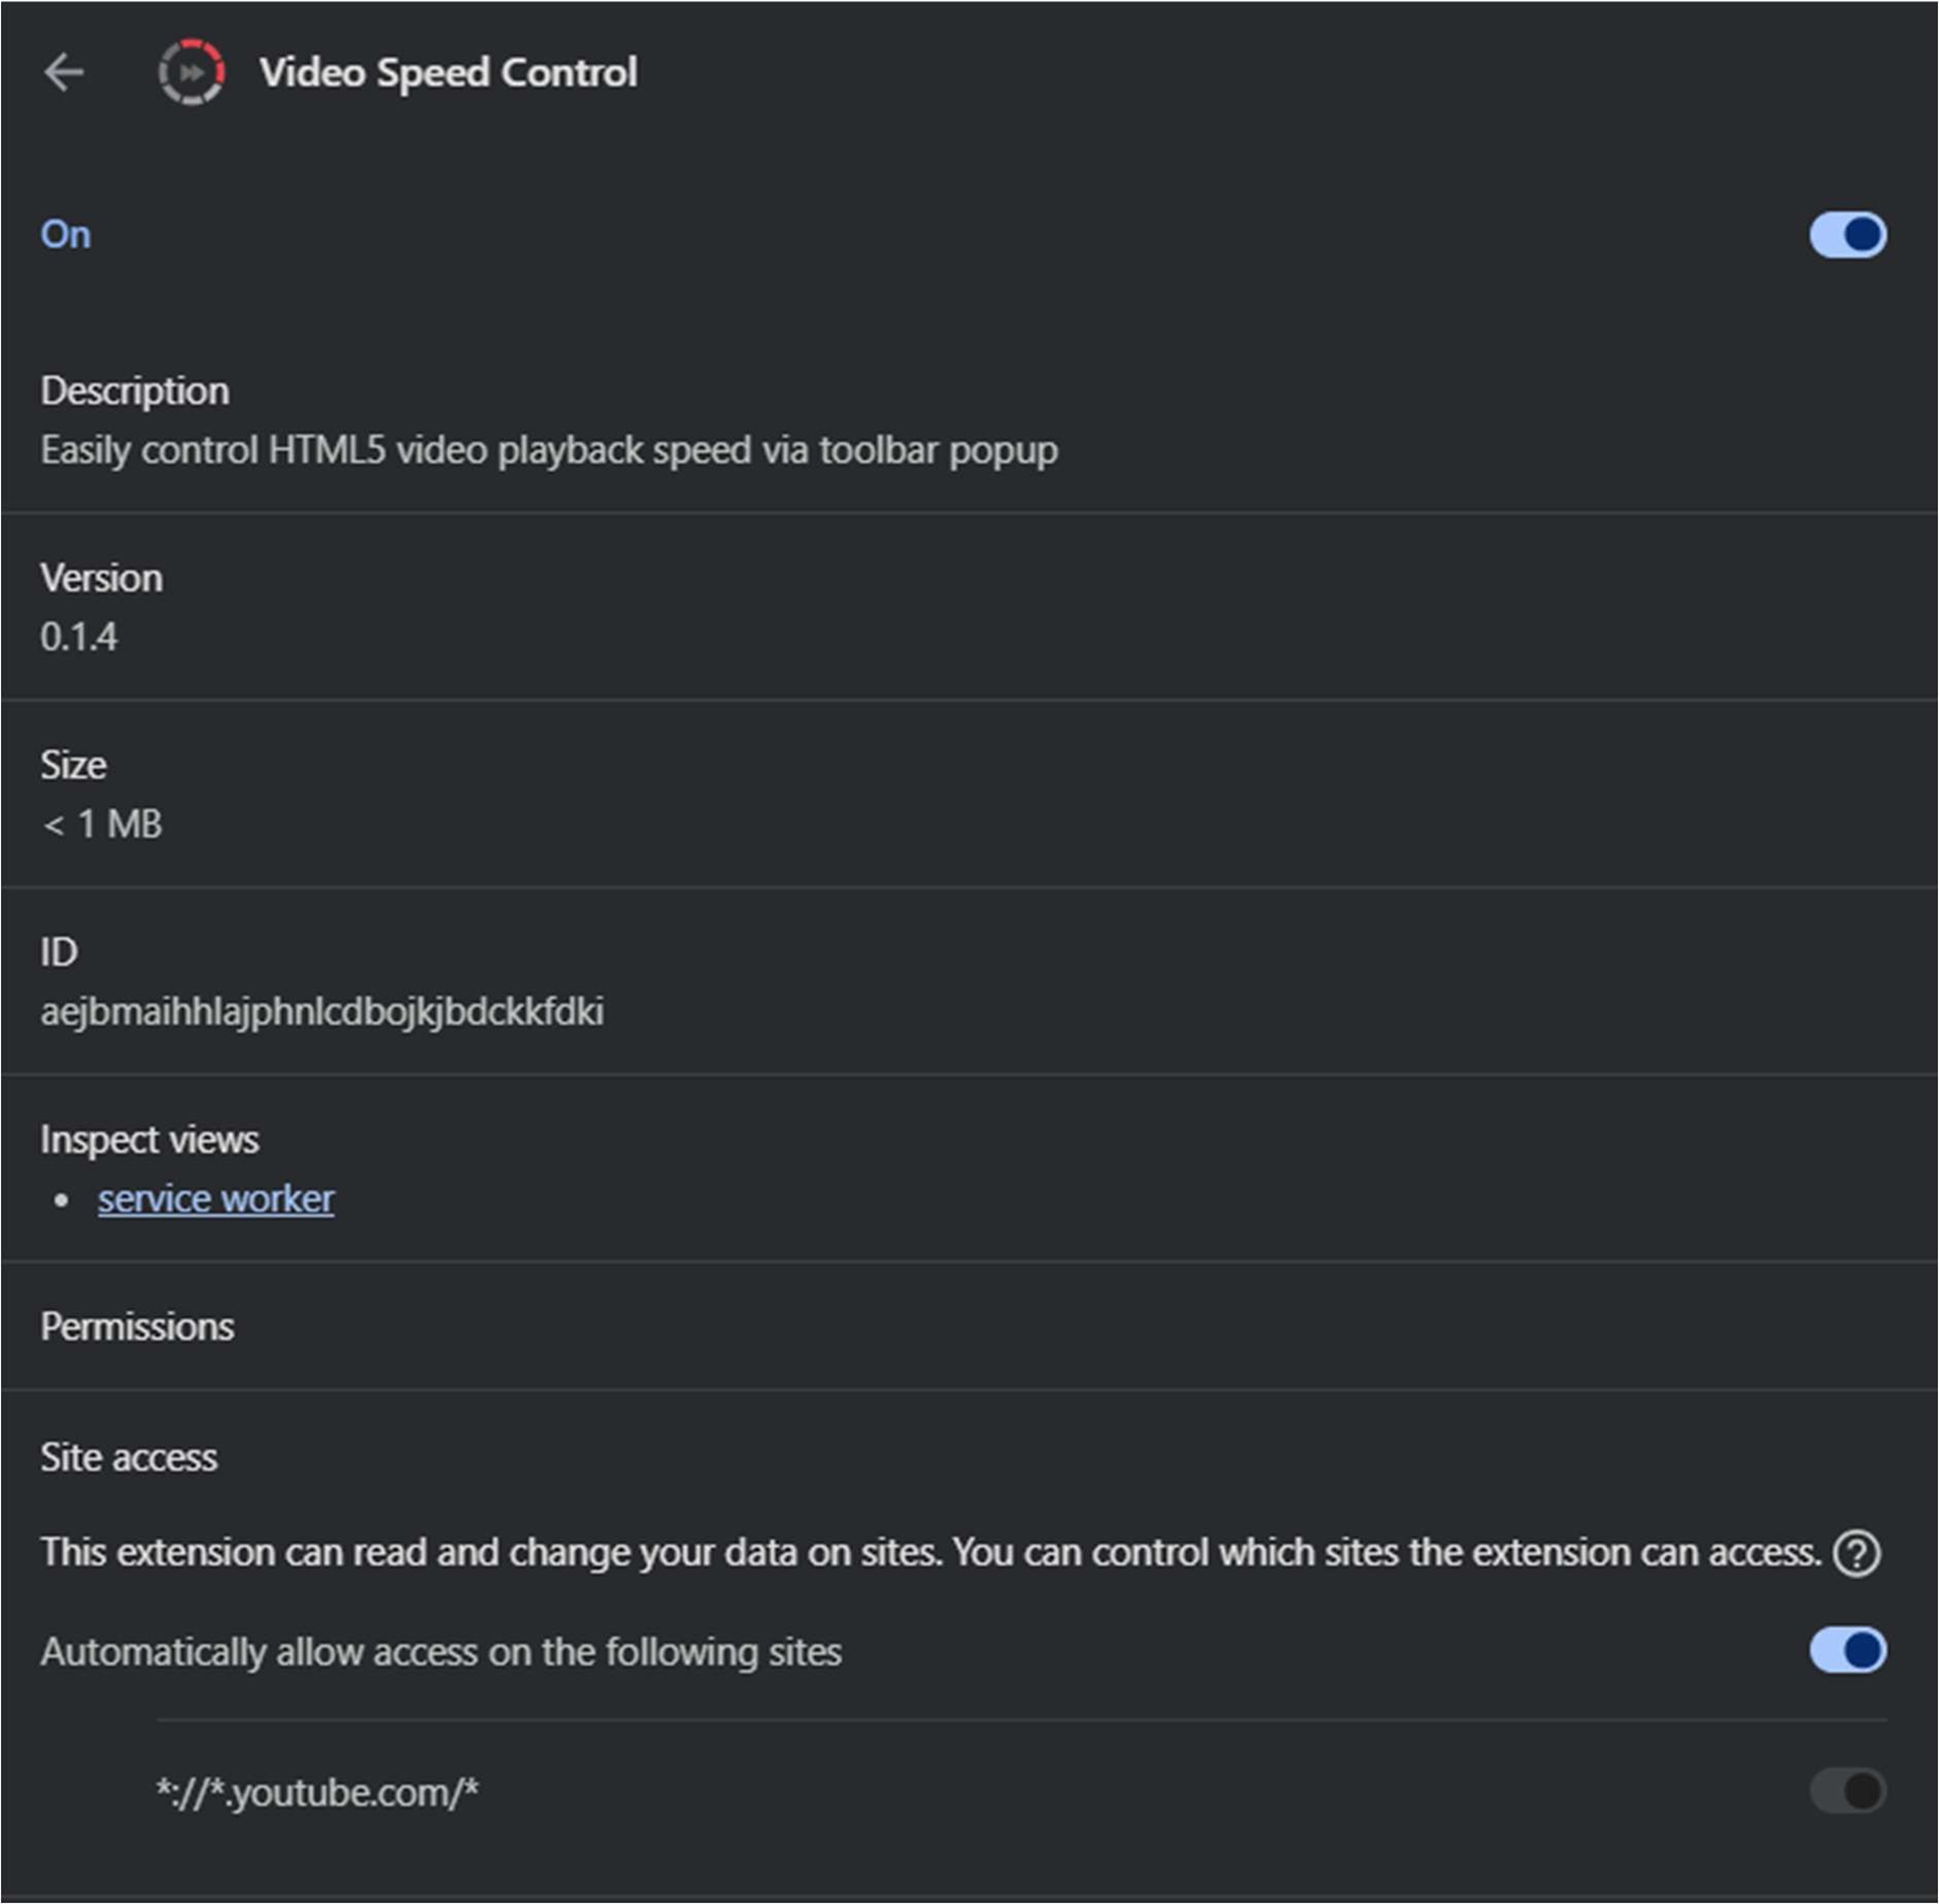 Video Speed Control
On
Description
Easily control HTML5 video playback speed via toolbar popup
Version
0.1.4
Size
< 1 MB
ID
aejbmaihhlajphnlcdbojkjbdckkfdki
Inspect views
• service worker
Permissions
Site access
This extension can read and change your data on sites. You can control which sites the extension can access. ?
Automatically allow access on the following sites
*://*.youtube.com/*